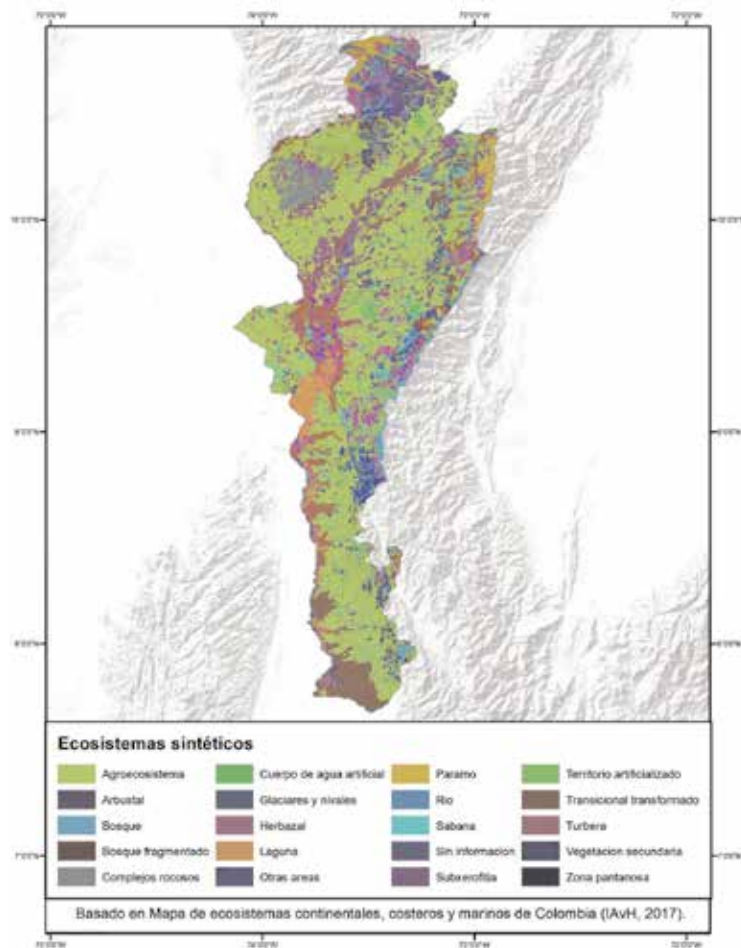 Ecosistemas sintéticos
Agroecosistema Cuerpo de agua artificial Paramo Territorio artificializado
Arbustal Glaciares y nivales Rio Transicional transformado
Bosque Herbazal Sabana Turbera
Bosque fragmentado Laguna Sin informacion Vegetacion secundaria
Complejos rocosos Otras areas Subxerofitia Zona pantanosa
Basado en Mapa de ecosistemas continentales, costeros y marinos de Colombia (IAvH, 2017).